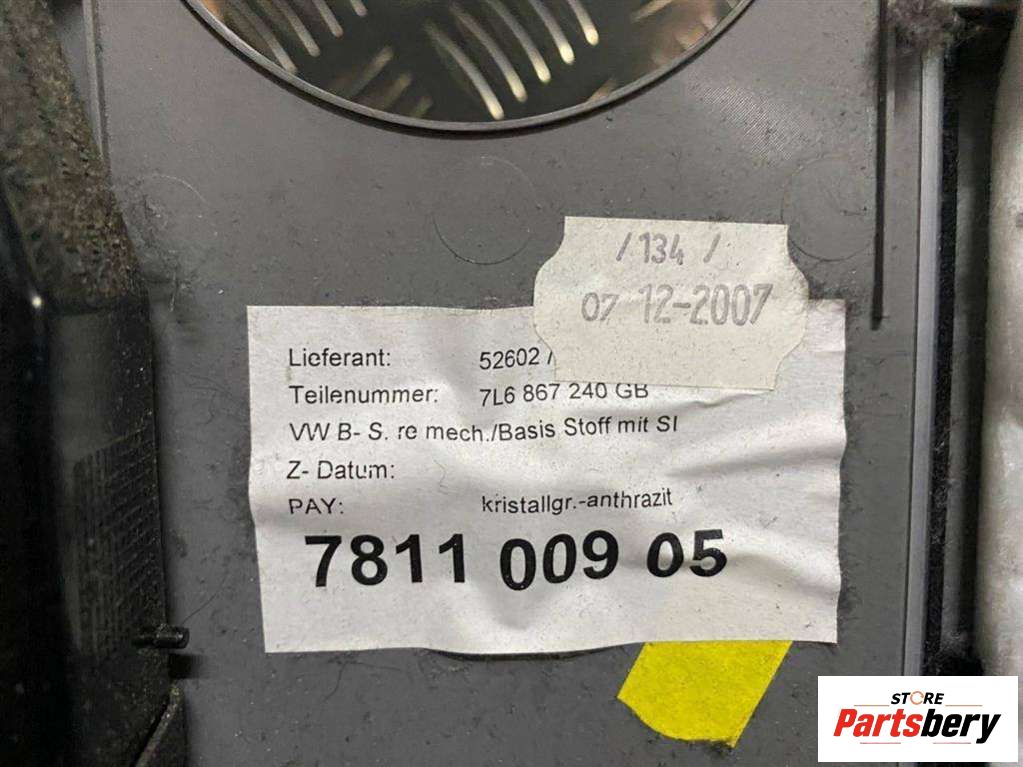 /134 /
07 12-2007
Lieferant: 52602 /
Teilenummer: 7L6 867 240 GB
VW B- S. re mech./Basis Stoff mit SI
Z- Datum:
PAY: kristallgr.-anthrazit
7811 009 05
STORE
Partsbery